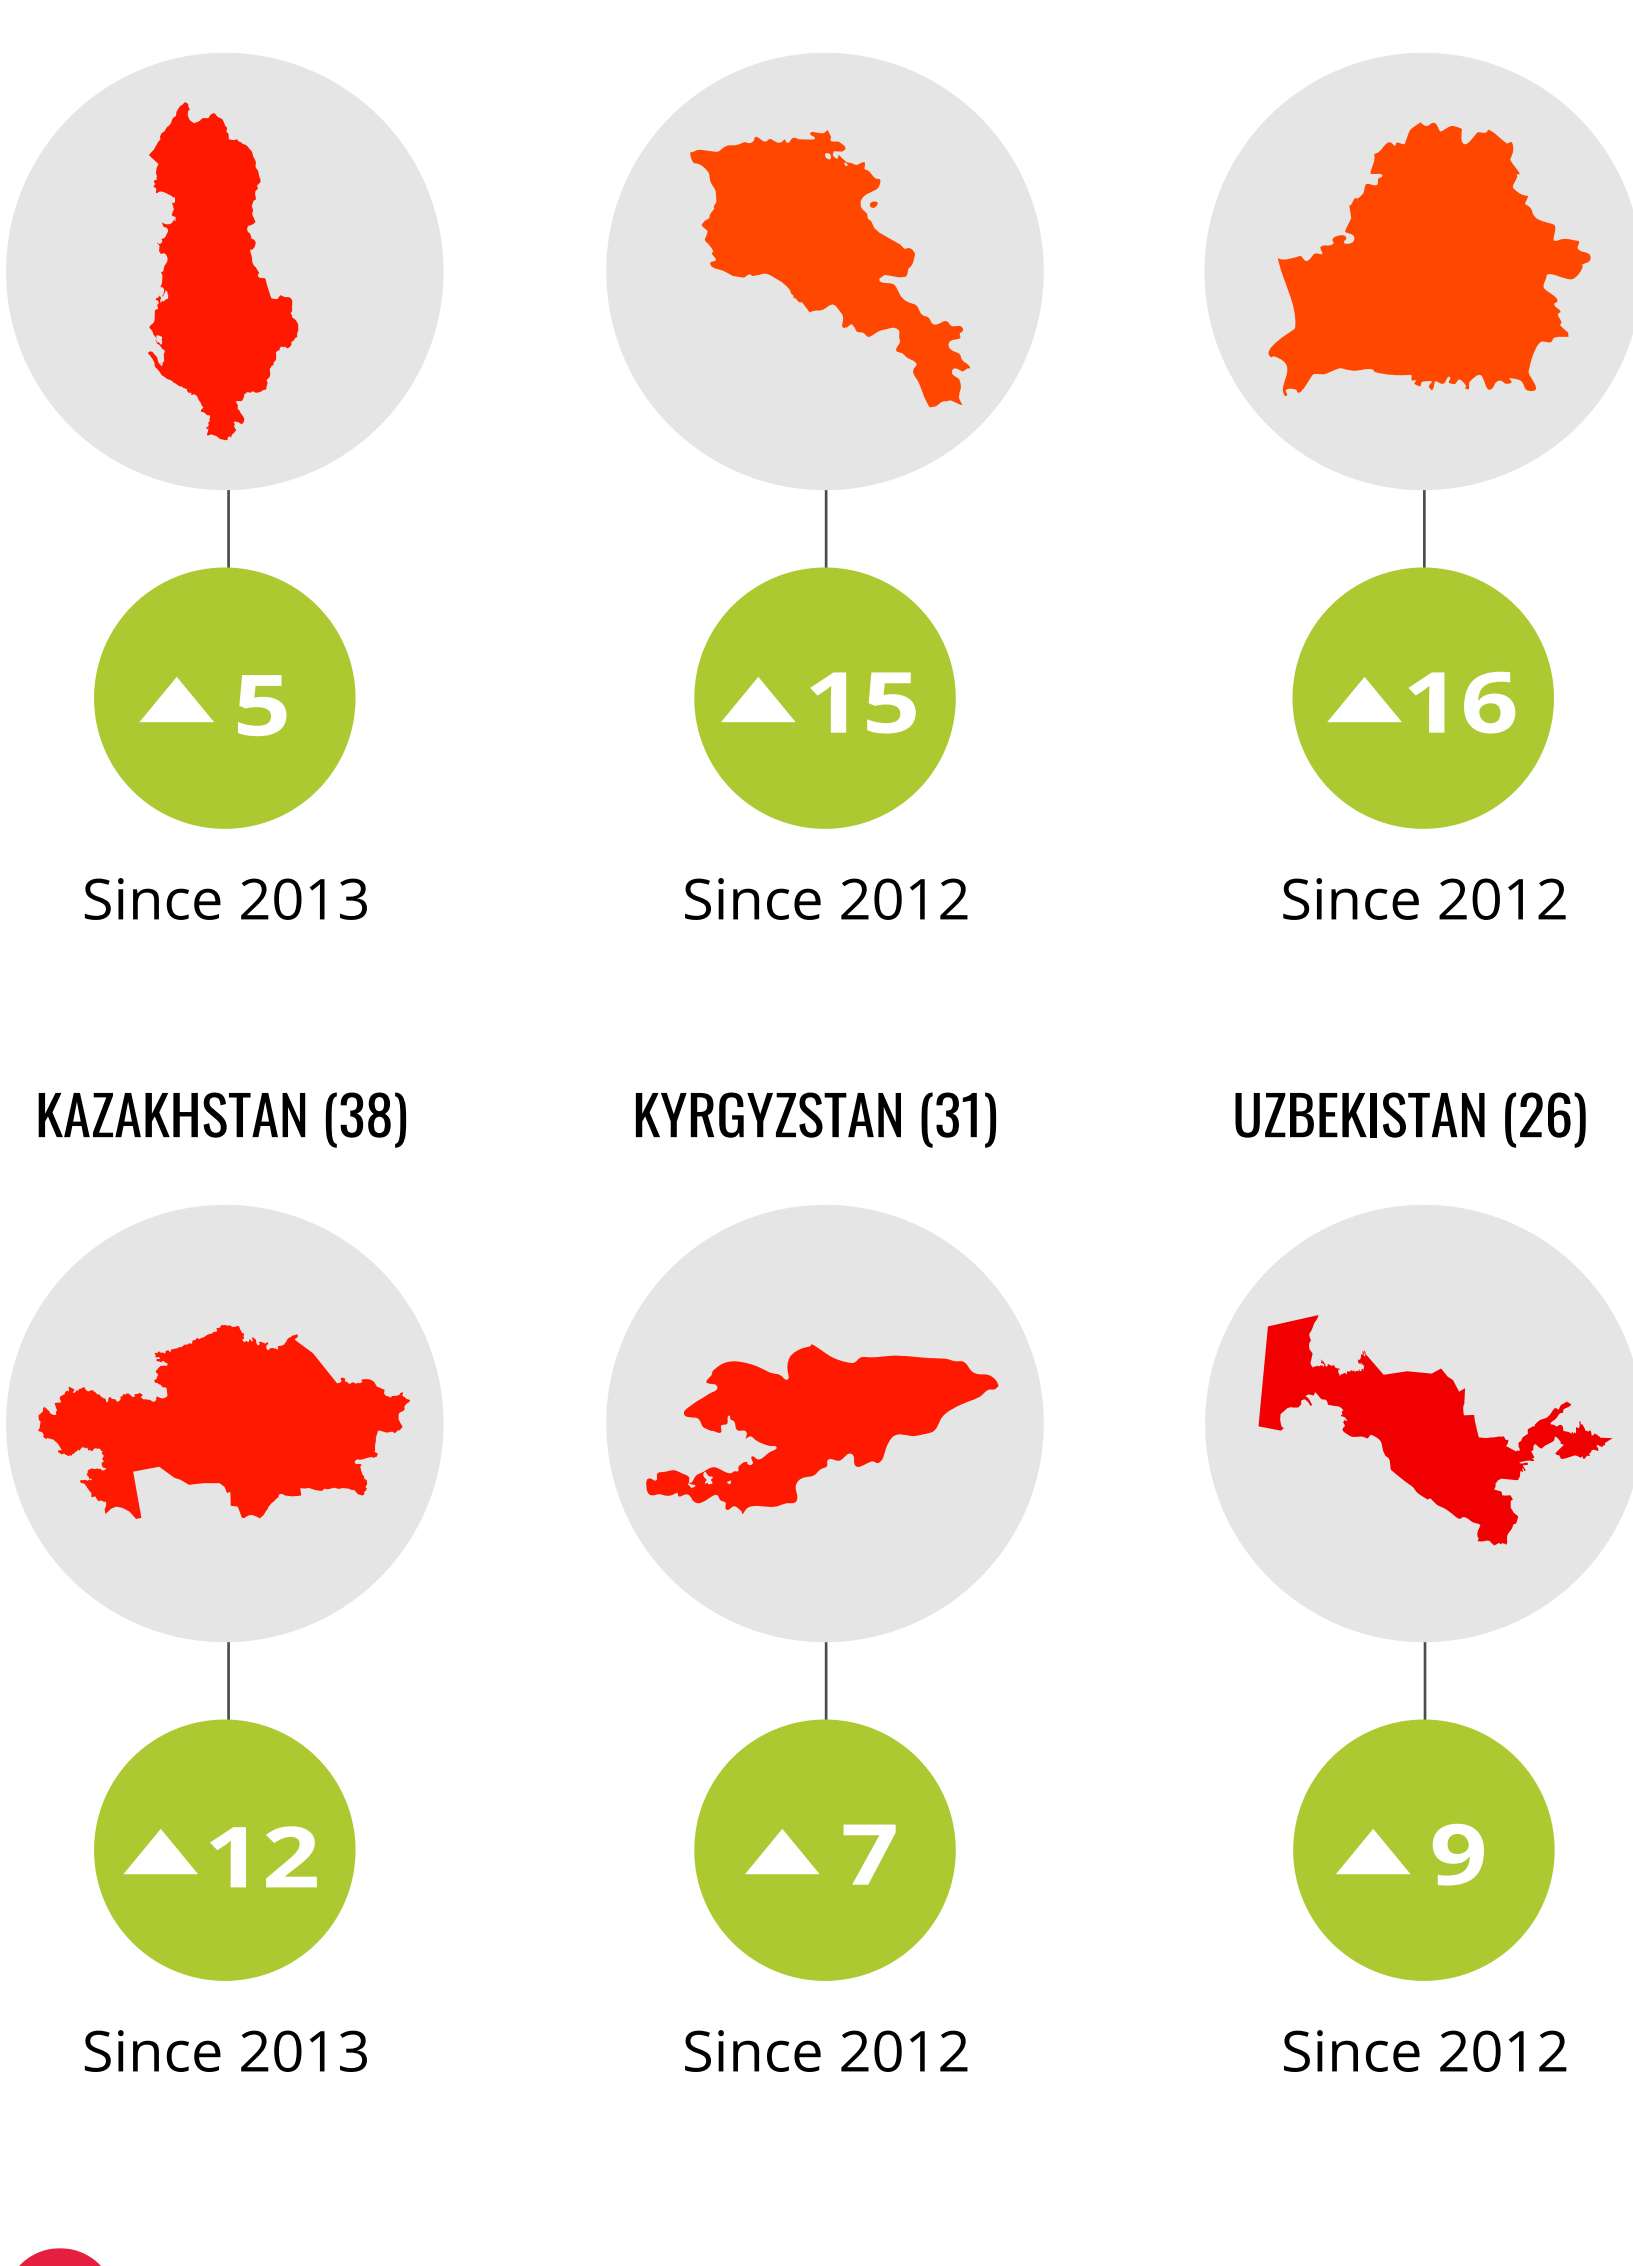 5
15
16
Since 2013
Since 2012
Since 2012
KAZAKHSTAN (38)
KYRGYZSTAN (31)
UZBEKISTAN (26)
12
7
9
Since 2013
Since 2012
Since 2012